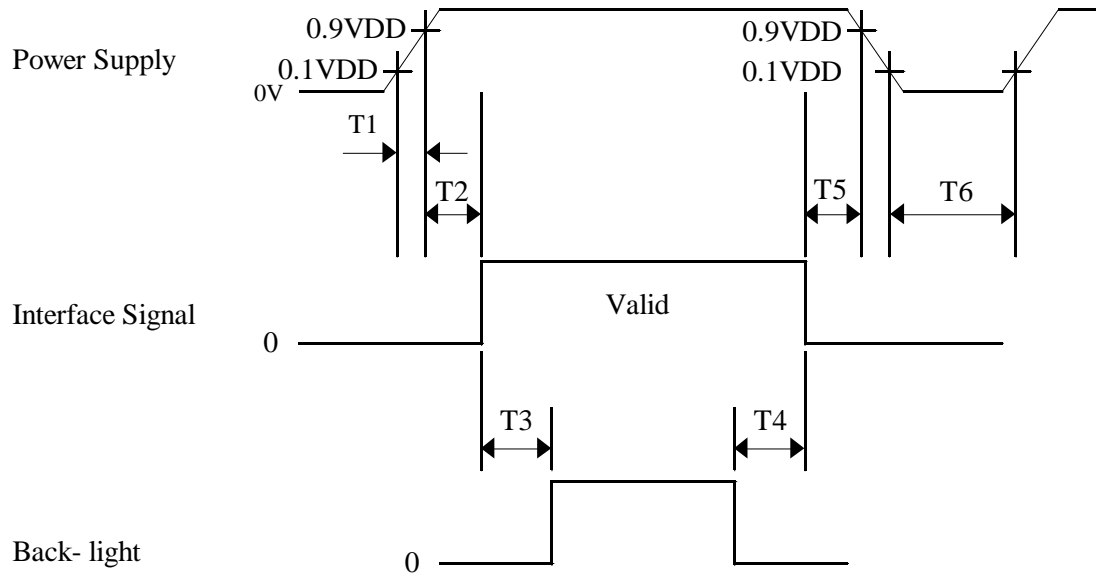 0.9VDD
0.9VDD
Power Supply
0.1VDD
0.1VDD
0V
T1
T2
T5
T6
Interface Signal
Valid
0
T3
T4
Back- light
0